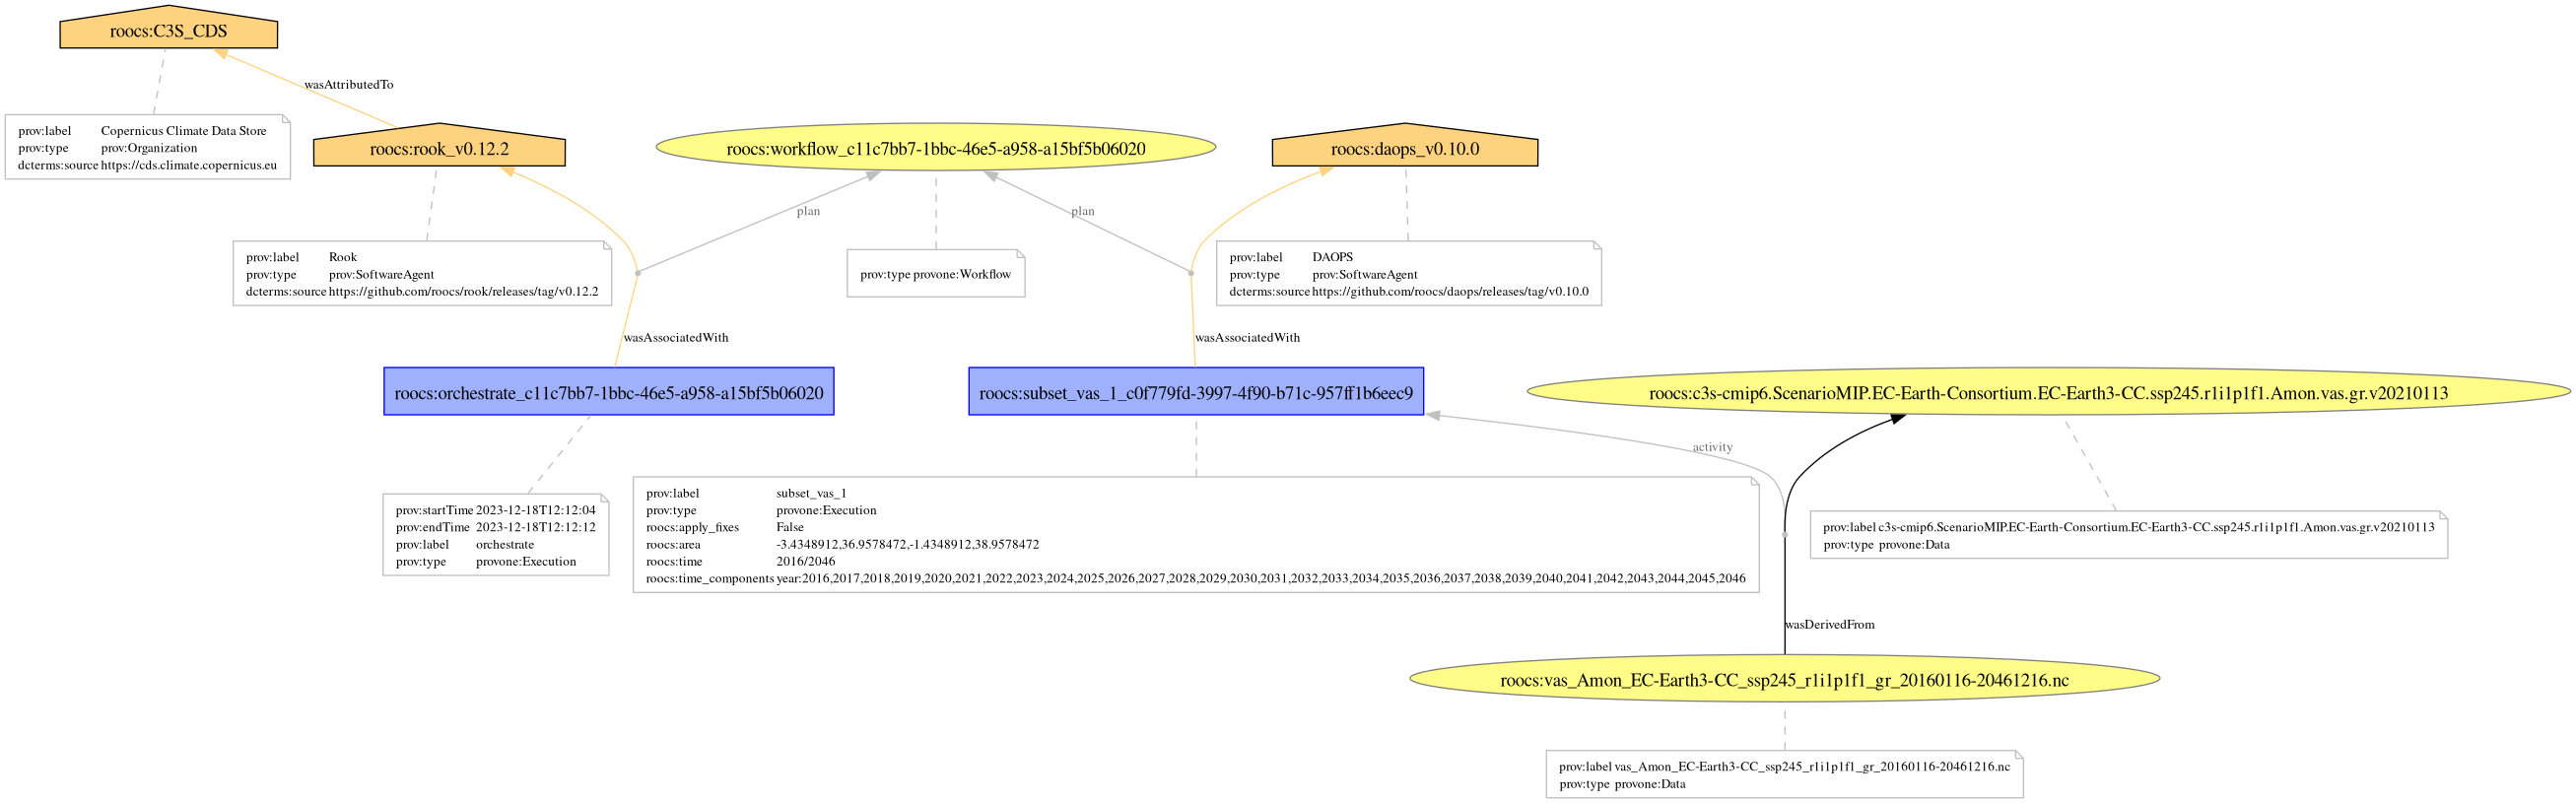 roocs:C3S_CDS
wasAttributedTo
prov:label Copernicus Climate Data Store
prov:type prov:Organization
dcterms:source https://cds.climate.copernicus.eu
roocs:rook_v0.12.2
roocs:workflow_c11c7bb7-1bbc-46e5-a958-a15bf5b06020
roocs:daops_v0.10.0
plan
plan
prov:label Rook
prov:type prov:SoftwareAgent
dcterms:source https://github.com/roocs/rook/releases/tag/v0.12.2
prov:type provone:Workflow
prov:label DAOPS
prov:type prov:SoftwareAgent
dcterms:source https://github.com/roocs/daops/releases/tag/v0.10.0
wasAssociatedWith
wasAssociatedWith
roocs:orchestrate_c11c7bb7-1bbc-46e5-a958-a15bf5b06020
roocs:subset_vas_1_c0f779fd-3997-4f90-b71c-957ff1b6eec9
roocs:c3s-cmip6.ScenarioMIP.EC-Earth-Consortium.EC-Earth3-CC.ssp245.r1i1p1f1.Amon.vas.gr.v20210113
activity
prov:startTime 2023-12-18T12:12:04
prov:endTime 2023-12-18T12:12:12
prov:label orchestrate
prov:type provone:Execution
prov:label subset_vas_1
prov:type provone:Execution
roocs:apply_fixes False
roocs:area -3.4348912,36.9578472,-1.4348912,38.9578472
roocs:time 2016/2046
roocs:time_components year:2016,2017,2018,2019,2020,2021,2022,2023,2024,2025,2026,2027,2028,2029,2030,2031,2032,2033,2034,2035,2036,2037,2038,2039,2040,2041,2042,2043,2044,2045,2046
prov:label c3s-cmip6.ScenarioMIP.EC-Earth-Consortium.EC-Earth3-CC.ssp245.r1i1p1f1.Amon.vas.gr.v20210113
prov:type provone:Data
wasDerivedFrom
roocs:vas_Amon_EC-Earth3-CC_ssp245_r1i1p1f1_gr_20160116-20461216.nc
prov:label vas_Amon_EC-Earth3-CC_ssp245_r1i1p1f1_gr_20160116-20461216.nc
prov:type provone:Data